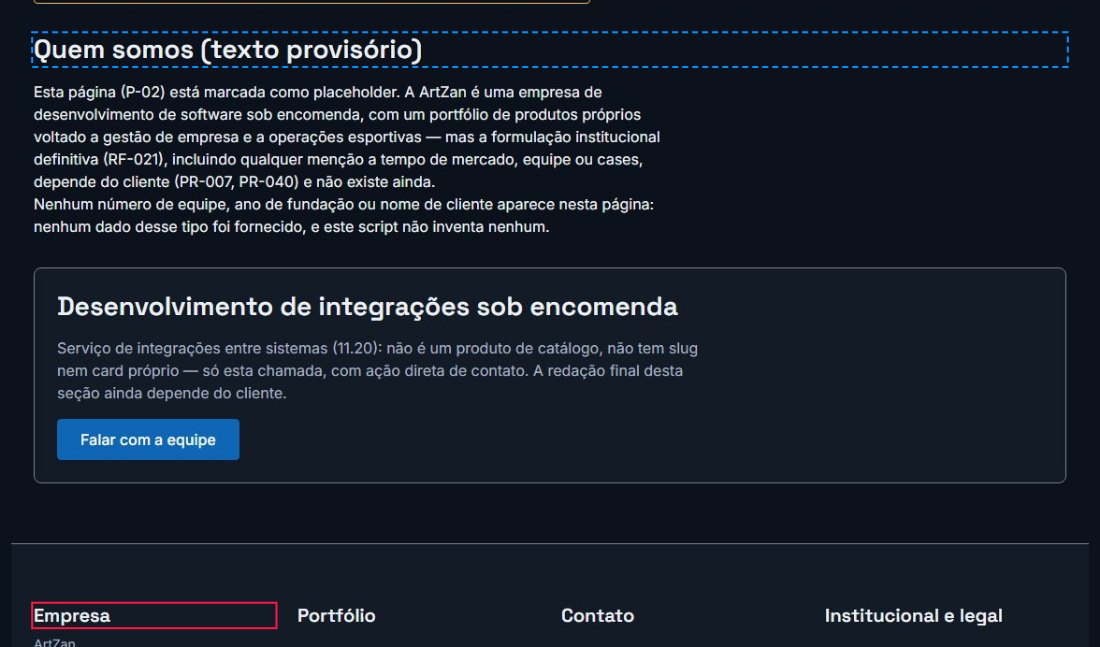 Quem somos (texto provisório)
Esta página (P-02) está marcada como placeholder. A ArtZan é uma empresa de
desenvolvimento de software sob encomenda, com um portfólio de produtos próprios
voltado a gestão de empresa e a operações esportivas — mas a formulação institucional
definitiva (RF-021), incluindo qualquer menção a tempo de mercado, equipe ou cases,
depende do cliente (PR-007, PR-040) e não existe ainda.
Nenhum número de equipe, ano de fundação ou nome de cliente aparece nesta página:
nenhum dado desse tipo foi fornecido, e este script não inventa nenhum.
Desenvolvimento de integrações sob encomenda
Serviço de integrações entre sistemas (11.20): não é um produto de catálogo, não tem slug
nem card próprio — só esta chamada, com ação direta de contato. A redação final desta
seção ainda depende do cliente.
Falar com a equipe
Empresa
Portfólio
Contato
Institucional e legal
ArtZan